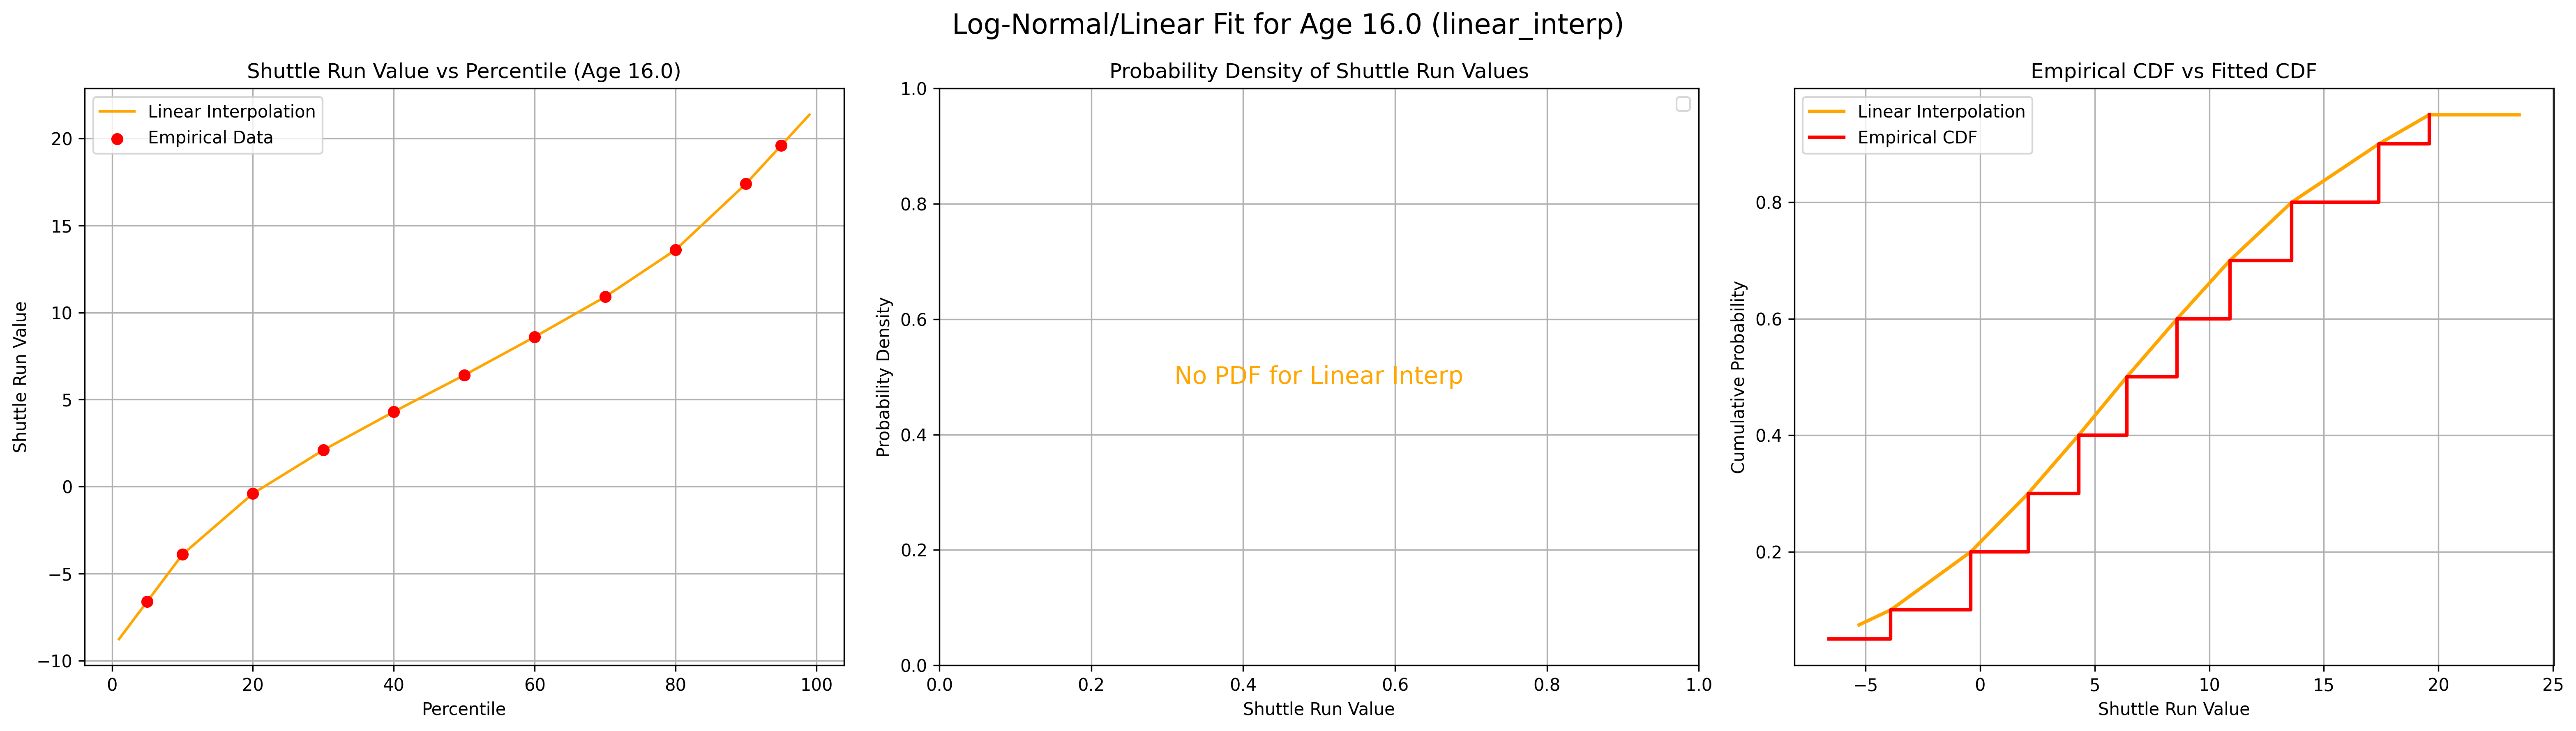 Log-Normal/Linear Fit for Age 16.0 (linear_interp)
Shuttle Run Value vs Percentile (Age 16.0)
Linear Interpolation
Empirical Data
20
15
10
5
0
−5
−10
Shuttle Run Value
0 20 40 60 80 100
Percentile
Probability Density of Shuttle Run Values
1.0
0.8
0.6
0.4
0.2
0.0
Probability Density
No PDF for Linear Interp
0.0 0.2 0.4 0.6 0.8 1.0
Shuttle Run Value
Empirical CDF vs Fitted CDF
Linear Interpolation
Empirical CDF
0.8
0.6
0.4
0.2
Cumulative Probability
−5 0 5 10 15 20 25
Shuttle Run Value